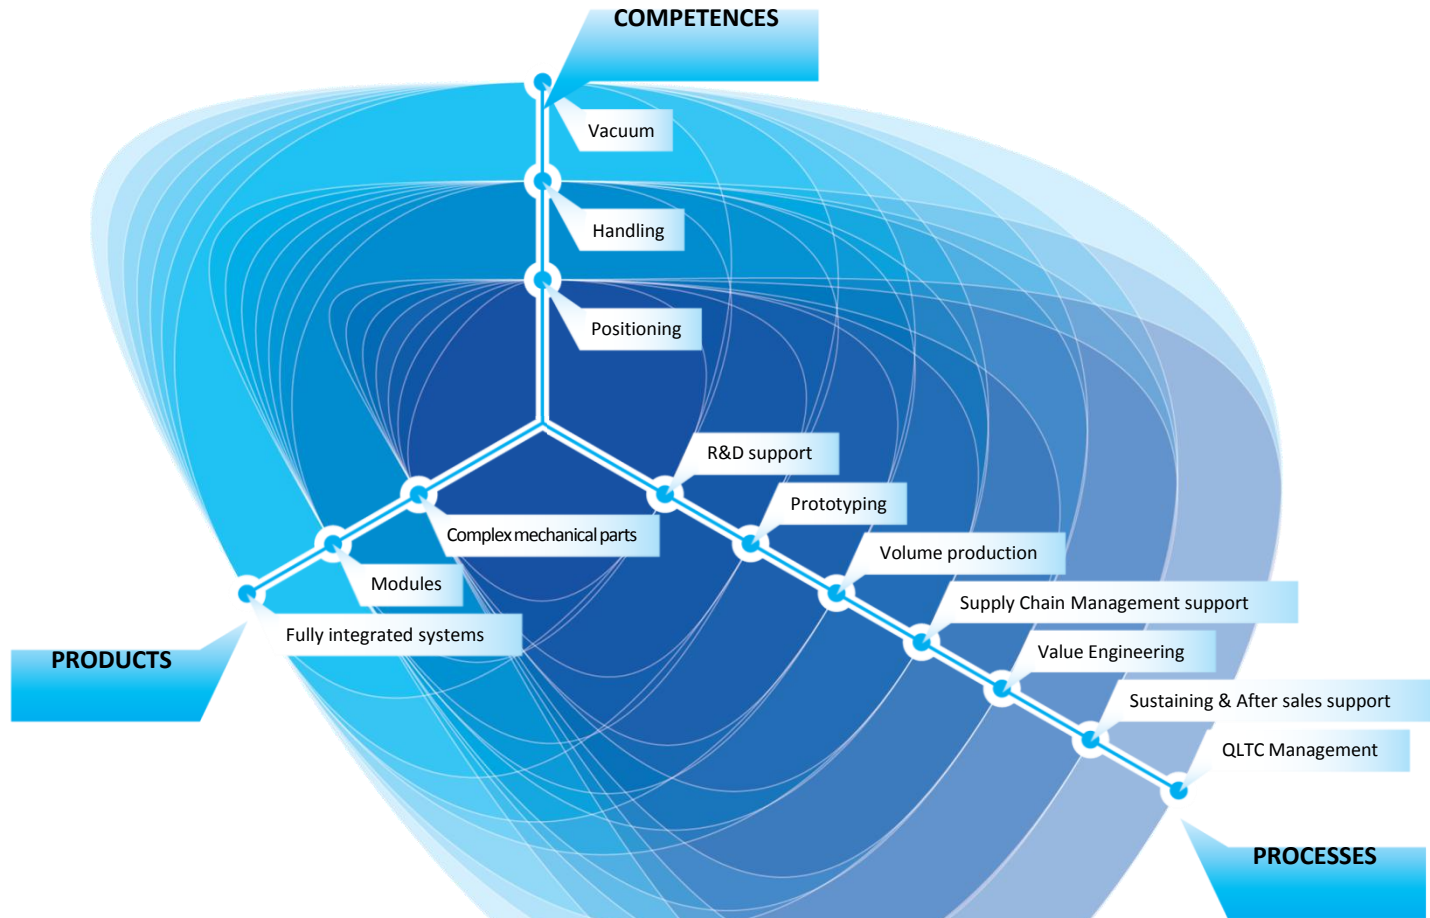 COMPETENCES
Vacuum
Handling
Positioning
R&D support
Prototyping
Complex mechanical parts
Volume production
Modules
Supply Chain Management support
Fully integrated systems
Value Engineering
PRODUCTS
Sustaining & After sales support
QLTC Management
PROCESSES